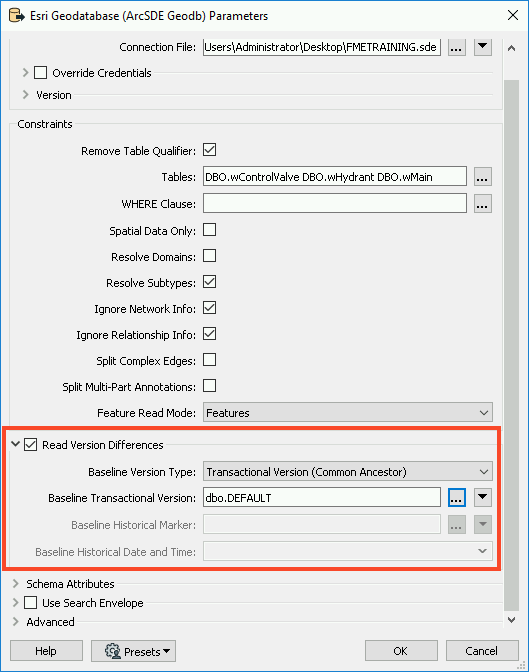 Esri Geodatabase (ArcSDE Geodb) Parameters
Connection File: Users\Administrator\Desktop\FMETRAINING.sde ...
Override Credentials
Version
Constraints
Remove Table Qualifier:
Tables: DBO.wControlValve DBO.wHydrant DBO.wMain ...
WHERE Clause: ...
Spatial Data Only:
Resolve Domains:
Resolve Subtypes:
Ignore Network Info:
Ignore Relationship Info:
Split Complex Edges:
Split Multi-Part Annotations:
Feature Read Mode: Features
Read Version Differences
Baseline Version Type: Transactional Version (Common Ancestor)
Baseline Transactional Version: dbo.DEFAULT ...
Baseline Historical Marker: ...
Baseline Historical Date and Time:
Schema Attributes
Use Search Envelope
Advanced
Help Presets OK Cancel